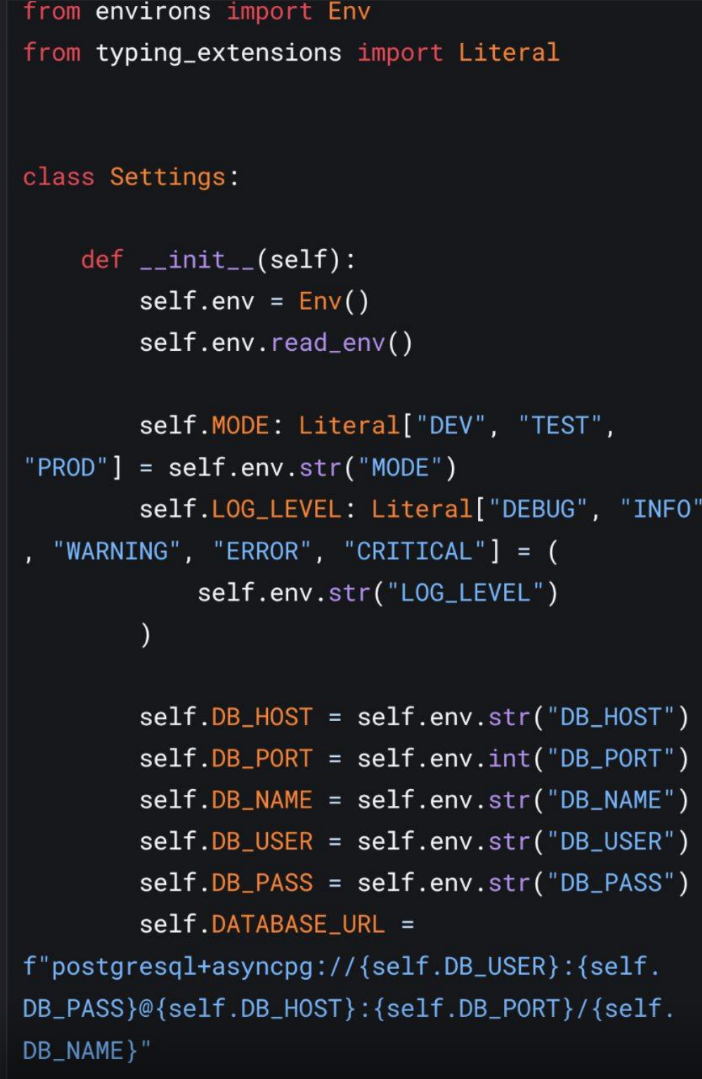 from environs import Env
from typing_extensions import Literal
class Settings:
def __init__(self):
self.env = Env()
self.env.read_env()
self.MODE: Literal["DEV", "TEST",
"PROD"] = self.env.str("MODE")
self.LOG_LEVEL: Literal["DEBUG", "INFO"
, "WARNING", "ERROR", "CRITICAL"] = (
self.env.str("LOG_LEVEL")
)
self.DB_HOST = self.env.str("DB_HOST")
self.DB_PORT = self.env.int("DB_PORT")
self.DB_NAME = self.env.str("DB_NAME")
self.DB_USER = self.env.str("DB_USER")
self.DB_PASS = self.env.str("DB_PASS")
self.DATABASE_URL =
f"postgresql+asyncpg://{self.DB_USER}:{self.
DB_PASS}@{self.DB_HOST}:{self.DB_PORT}/{self.
DB_NAME}"